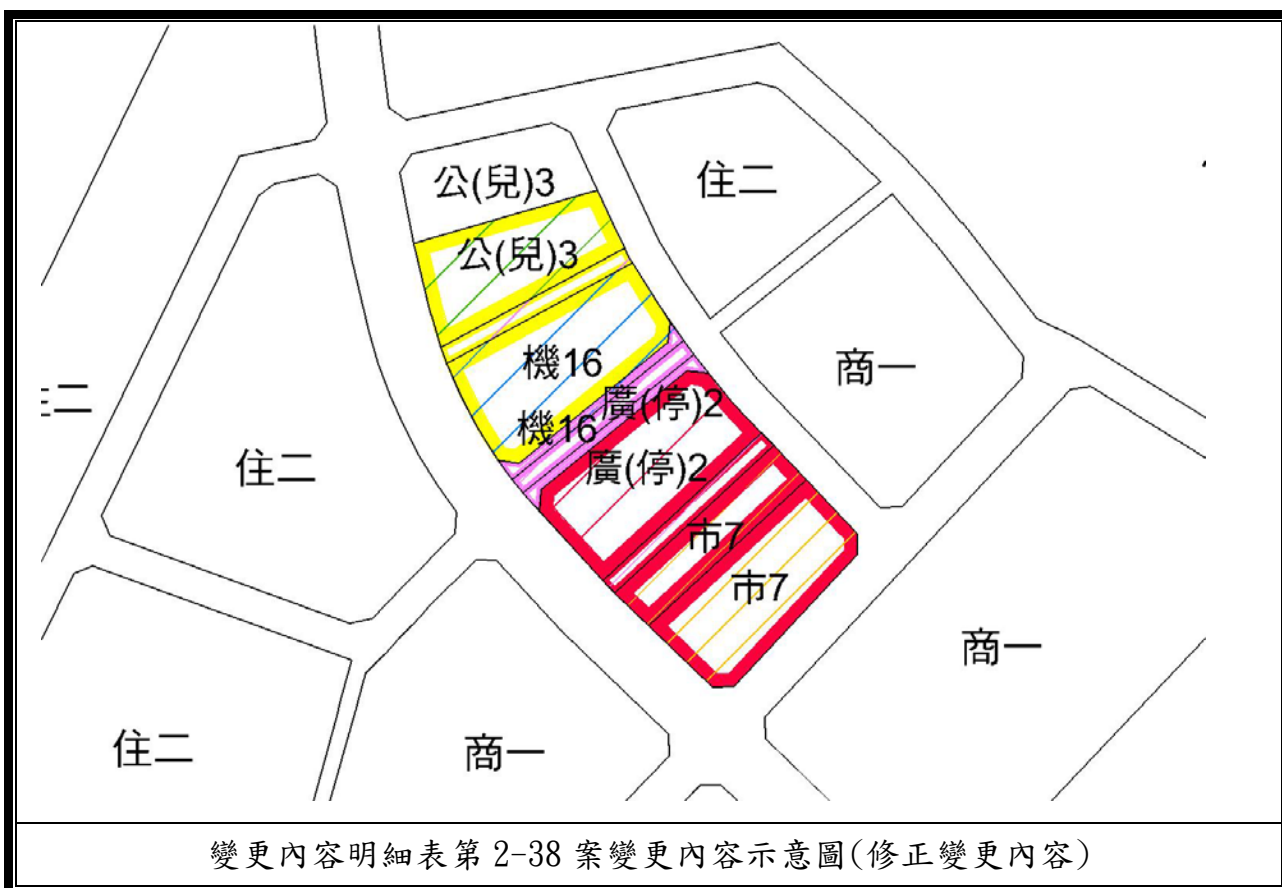 公(兒)3
住二
公(兒)3
機16
商一
廣(停)2
二
機16
住二
廣(停)2
市7
市7
商一
住二
商一
變更內容明細表第 2-38 案變更內容示意圖(修正變更內容)